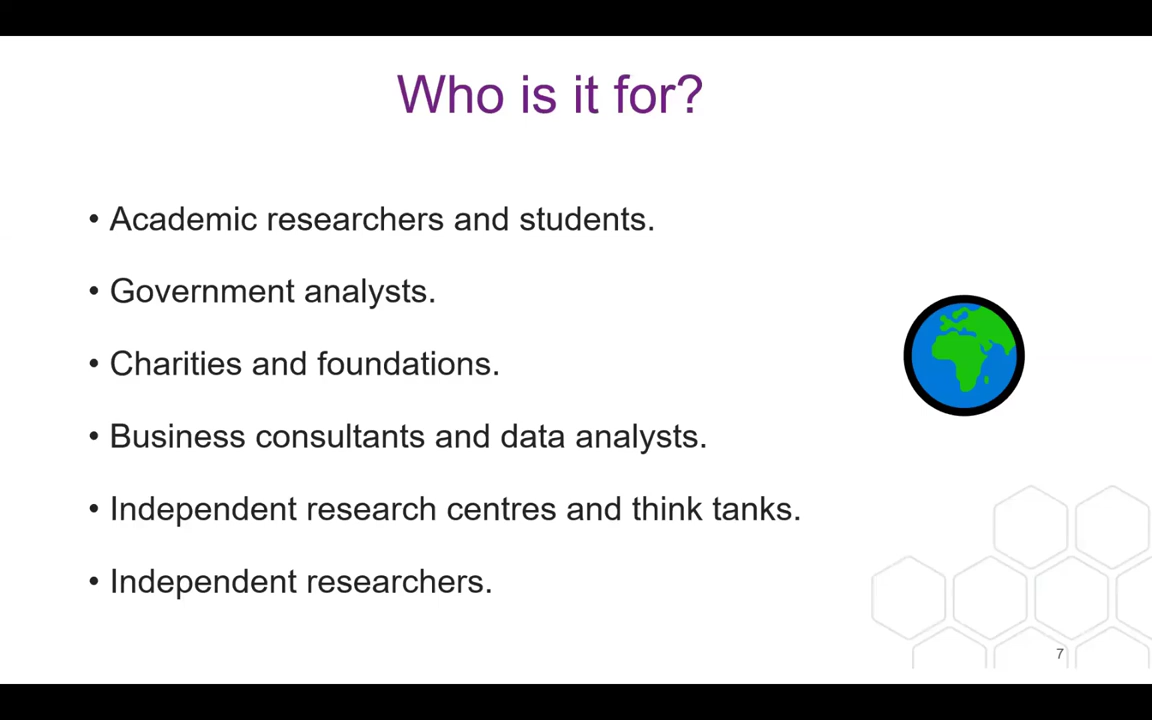 Who is it for?
• Academic researchers and students.
• Government analysts.
• Charities and foundations.
• Business consultants and data analysts.
• Independent research centres and think tanks.
• Independent researchers.
7